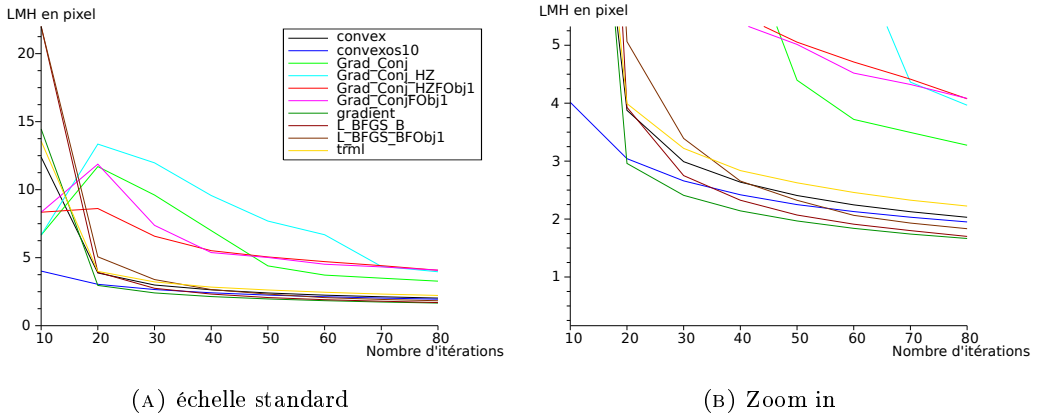 LMH en pixel
20
15
10
5
0
10 20 30 40 50 60 70 80
Nombre d'itérations
convex
convexos10
Grad_Conj
Grad_Conj_HZ
Grad_Conj_HZFObj1
Grad_ConjFObj1
gradient
L_BFGS_B
L_BFGS_BFObj1
trml
(A) échelle standard
LMH en pixel
5
4
3
2
1
10 20 30 40 50 60 70 80
Nombre d'itérations
(B) Zoom in